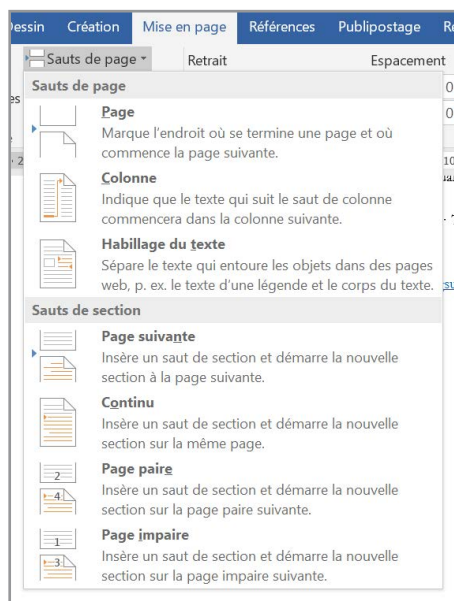 Dessin Création Mise en page Références Publipostage
Sauts de page Retrait Espacement
Sauts de page
Page
Marque l'endroit où se termine une page et où
commence la page suivante.
Colonne
Indique que le texte qui suit le saut de colonne
commencera dans la colonne suivante.
Habillage du texte
Sépare le texte qui entoure les objets dans des pages
web, p. ex. le texte d'une légende et le corps du texte.
Sauts de section
Page suivante
Insère un saut de section et démarre la nouvelle
section à la page suivante.
Continu
Insère un saut de section et démarre la nouvelle
section sur la même page.
2
4
Page paire
Insère un saut de section et démarre la nouvelle
section sur la page paire suivante.
1
3
Page impaire
Insère un saut de section et démarre la nouvelle
section sur la page impaire suivante.